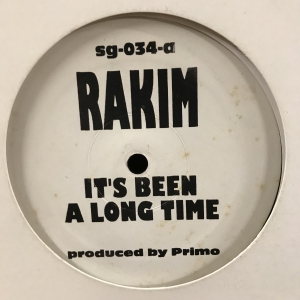 sg-034-a
RAKIM
IT'S BEEN
A LONG TIME
produced by Primo